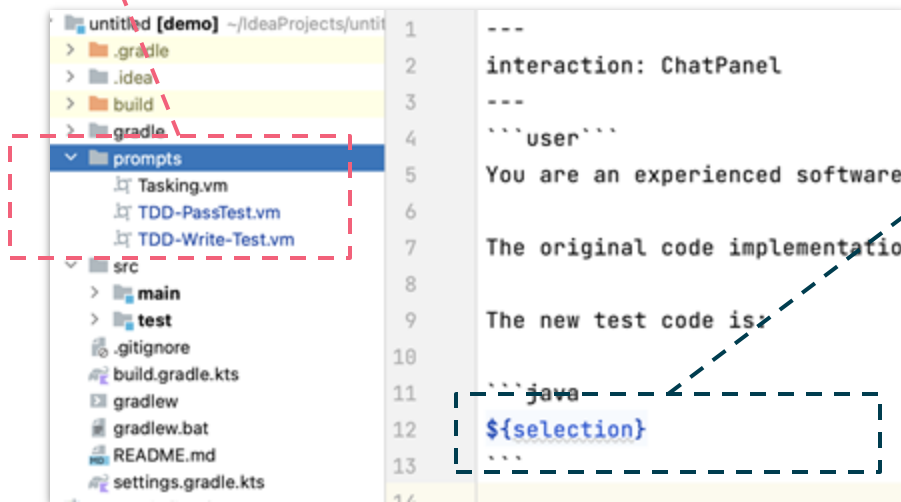 untitled [demo] ~/IdeaProjects/untit
.gradle
.idea
build
gradle
prompts
Tasking.vm
TDD-PassTest.vm
TDD-Write-Test.vm
src
main
test
.gitignore
build.gradle.kts
gradlew
gradlew.bat
README.md
settings.gradle.kts
1 ---
2 interaction: ChatPanel
3 ---
4 ```user```
5 You are an experienced software
6
7 The original code implementatio
8
9 The new test code is:
10
11 ```java
12 ${selection}
13 ```
14